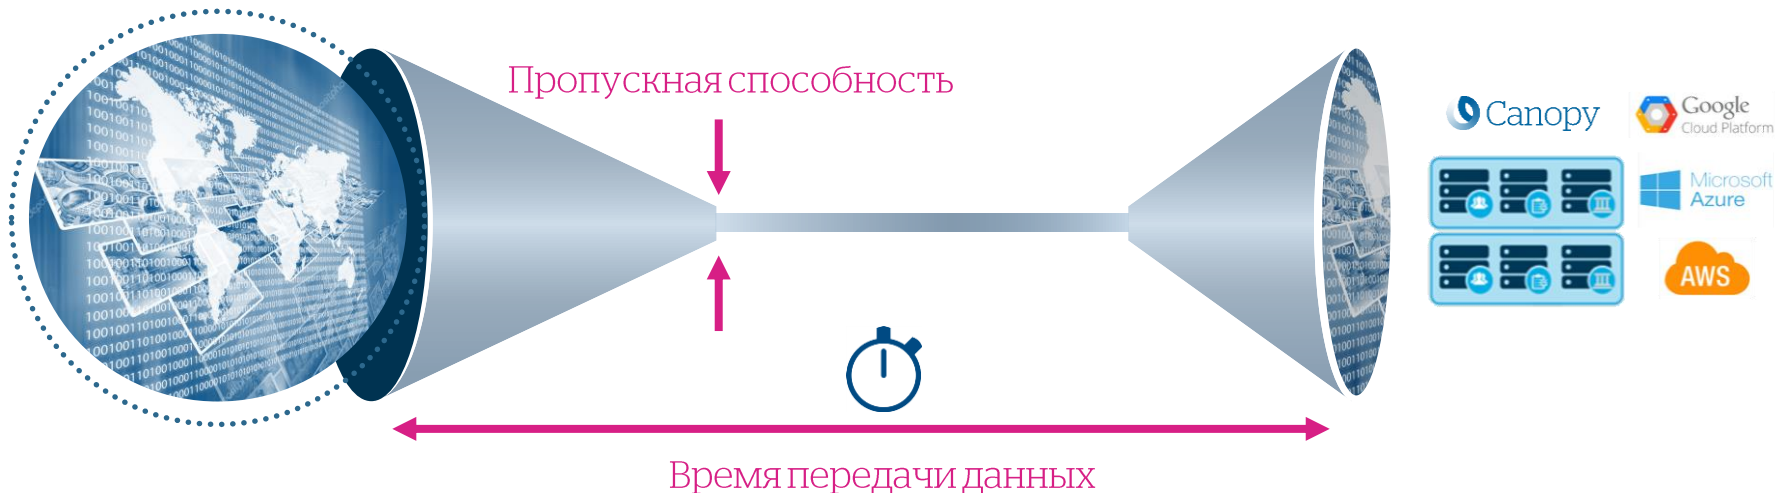 Пропускная способность
Canopy
Google
Cloud Platform
Microsoft
Azure
AWS
Время передачи данных